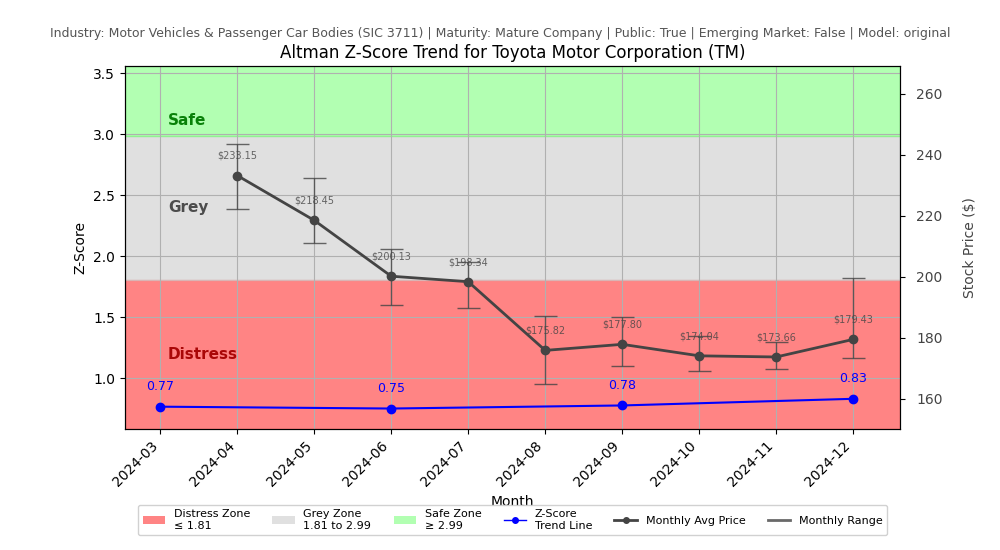 Industry: Motor Vehicles & Passenger Car Bodies (SIC 3711) | Maturity: Mature Company | Public: True | Emerging Market: False | Model: original
Altman Z-Score Trend for Toyota Motor Corporation (TM)
3.5
3.0
2.5
2.0
1.5
1.0
Z-Score
260
240
220
200
180
160
Stock Price ($)
Safe
Grey
Distress
$233.15
$218.45
$200.13
$198.34
$175.82
$177.80
$174.04
$173.66
$179.43
0.77
0.75
0.78
0.83
2024-03
2024-04
2024-05
2024-06
2024-07
2024-08
2024-09
2024-10
2024-11
2024-12
Month
Distress Zone
≤ 1.81
Grey Zone
1.81 to 2.99
Safe Zone
≥ 2.99
Z-Score
Trend Line
Monthly Avg Price
Monthly Range